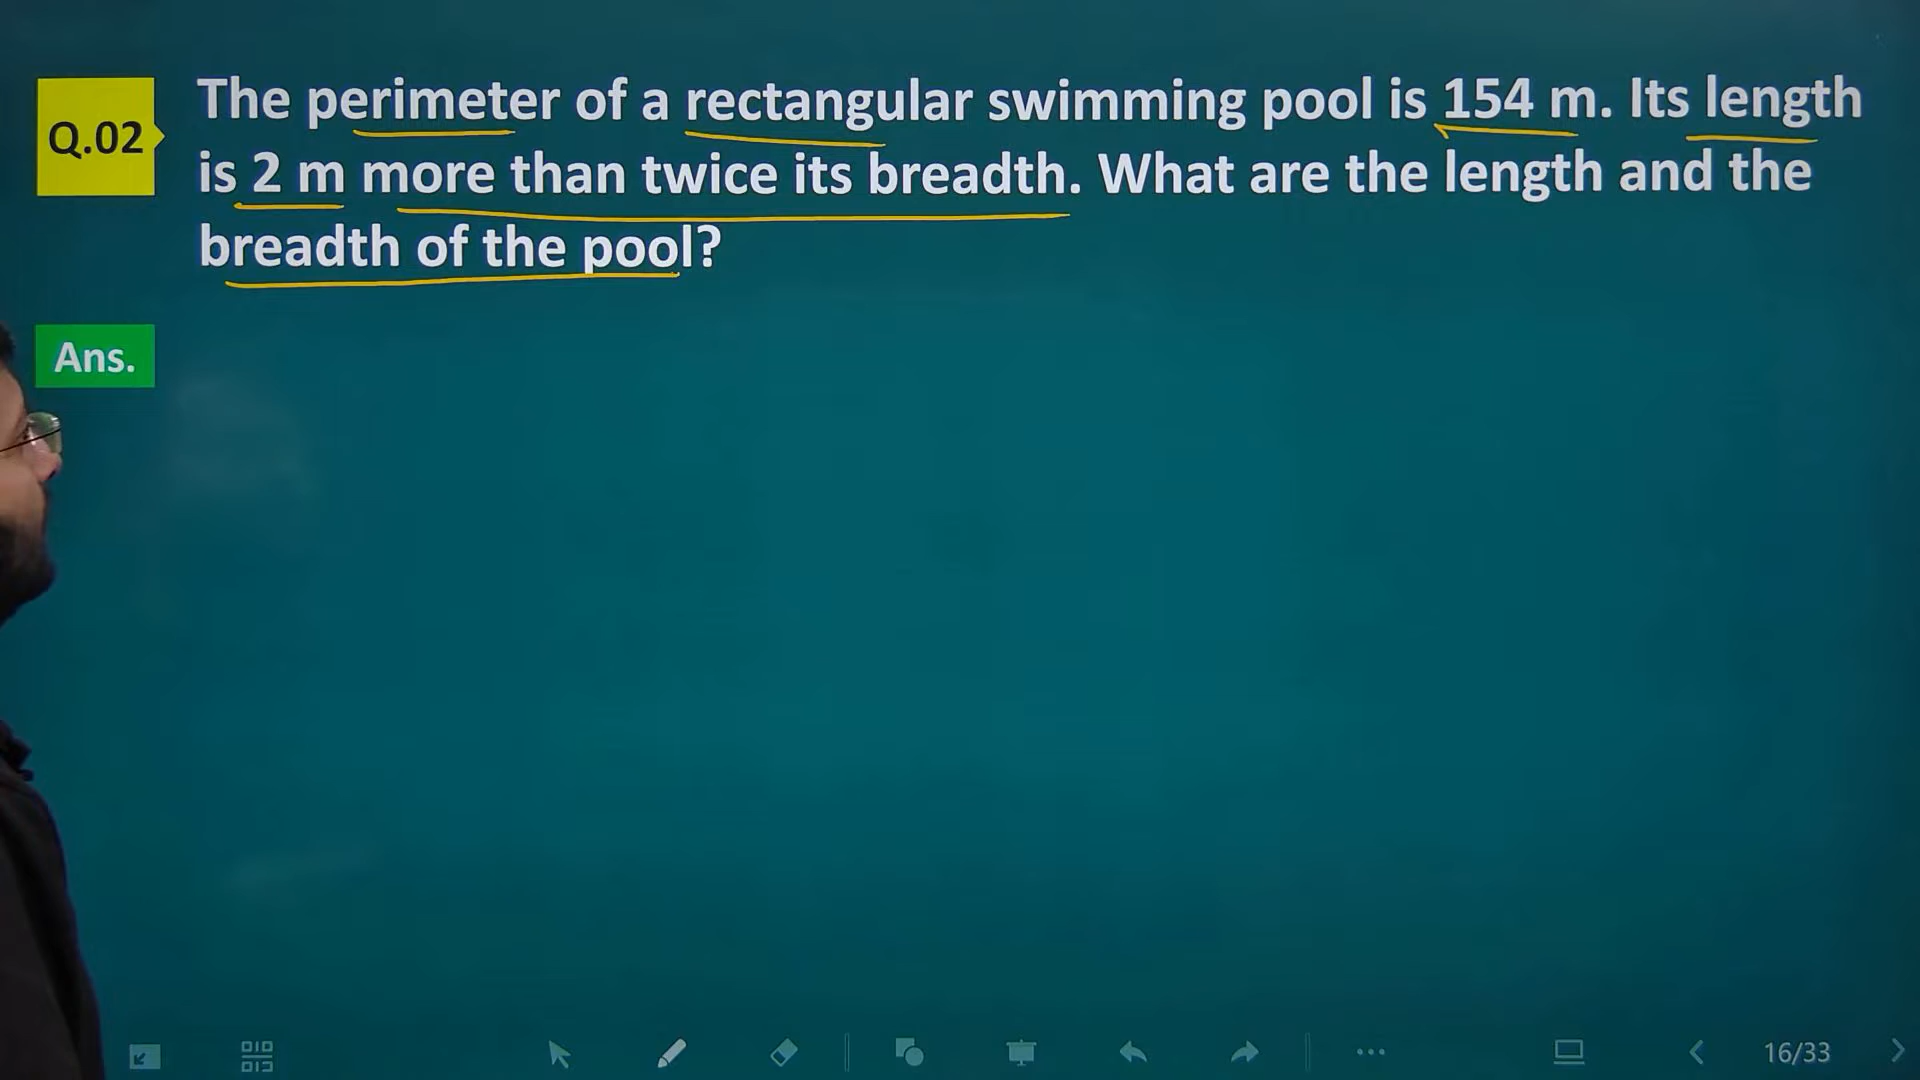 Q.02
The perimeter of a rectangular swimming pool is 154 m. Its length
is 2 m more than twice its breadth. What are the length and the
breadth of the pool?
Ans.
16/33